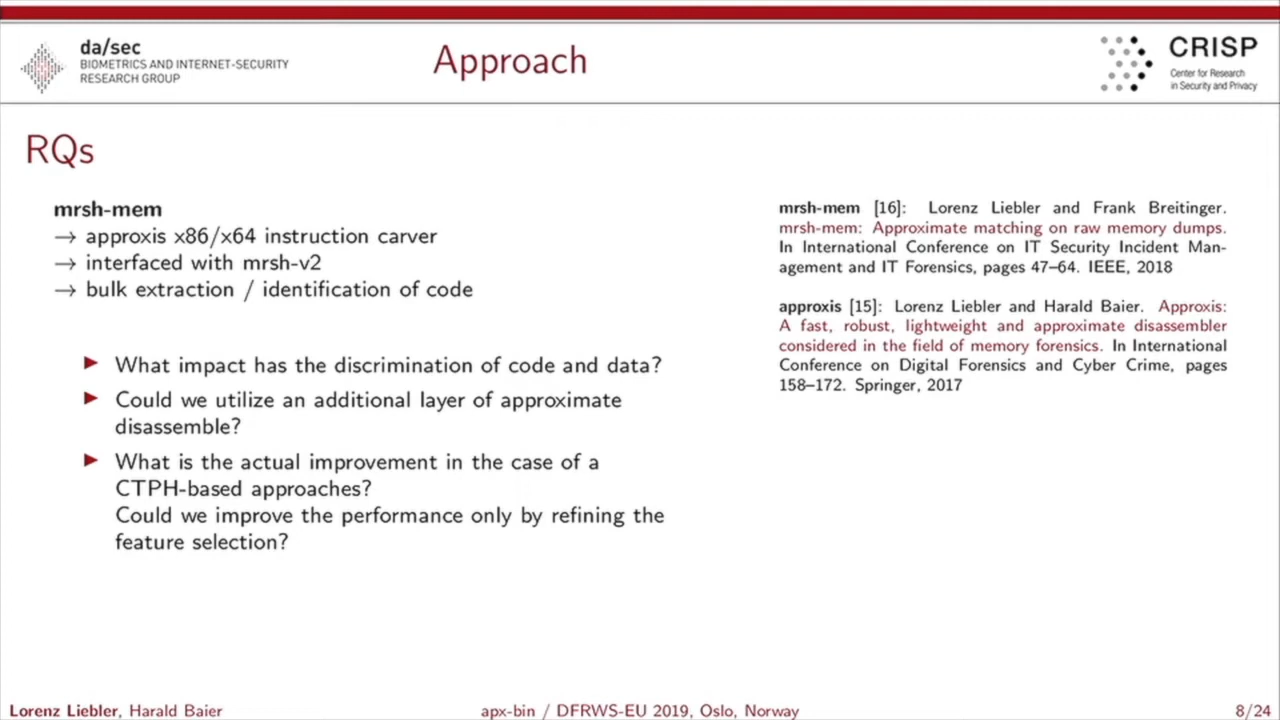 da/sec
BIOMETRICS AND INTERNET-SECURITY
RESEARCH GROUP
Approach
CRISP
Center for Research
in Security and Privacy
RQs
mrsh-mem
→ approxis x86/x64 instruction carver
→ interfaced with mrsh-v2
→ bulk extraction / identification of code
▶ What impact has the discrimination of code and data?
▶ Could we utilize an additional layer of approximate
disassemble?
▶ What is the actual improvement in the case of a
CTPH-based approaches?
Could we improve the performance only by refining the
feature selection?
mrsh-mem [16]: Lorenz Liebler and Frank Breitinger.
mrsh-mem: Approximate matching on raw memory dumps.
In International Conference on IT Security Incident Man-
agement and IT Forensics, pages 47–64. IEEE, 2018
approxis [15]: Lorenz Liebler and Harald Baier. Approxis:
A fast, robust, lightweight and approximate disassembler
considered in the field of memory forensics. In International
Conference on Digital Forensics and Cyber Crime, pages
158–172. Springer, 2017
Lorenz Liebler, Harald Baier
apx-bin / DFRWS-EU 2019, Oslo, Norway
8/24